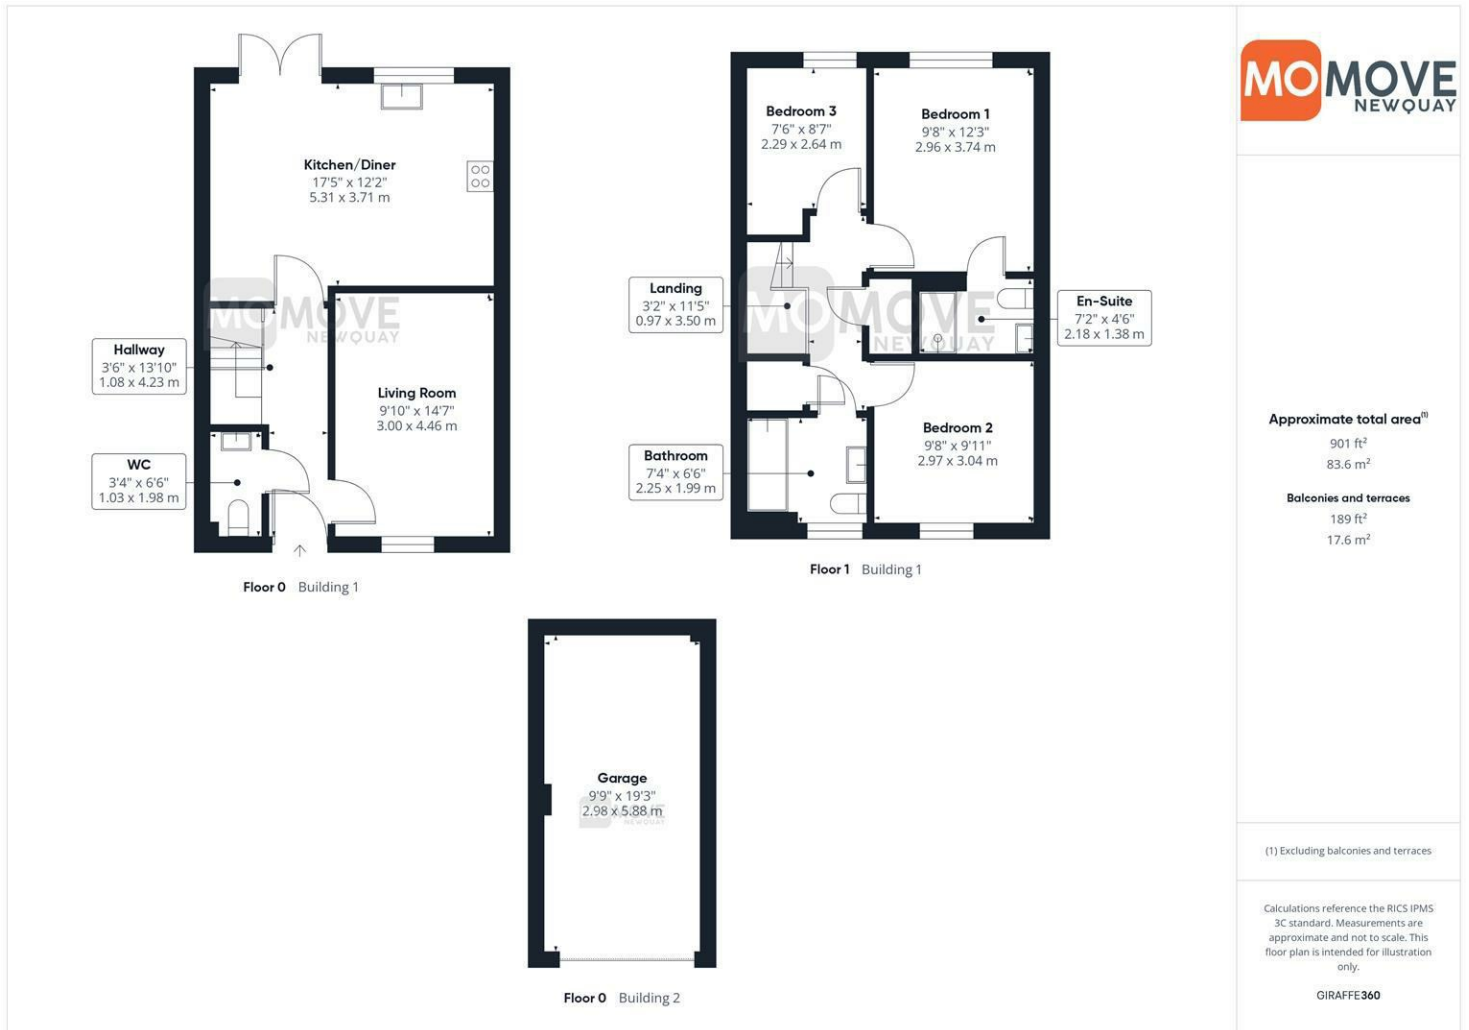 Kitchen/Diner
17'5" x 12'2"
5.31 x 3.71 m
Hallway
3'6" x 13'10"
1.08 x 4.23 m
Living Room
9'10" x 14'7"
3.00 x 4.46 m
WC
3'4" x 6'6"
1.03 x 1.98 m
MOMOVE
NEWQUAY
Floor 0 Building 1
Bedroom 3
7'6" x 8'7"
2.29 x 2.64 m
Bedroom 1
9'8" x 12'3"
2.96 x 3.74 m
Landing
3'2" x 11'5"
0.97 x 3.50 m
En-Suite
7'2" x 4'6"
2.18 x 1.38 m
MOMOVE
NEWQUAY
Bedroom 2
9'8" x 9'11"
2.97 x 3.04 m
Bathroom
7'4" x 6'6"
2.25 x 1.99 m
Floor 1 Building 1
Garage
9'9" x 19'3"
2.98 x 5.88 m
MOMOVE
NEWQUAY
Floor 0 Building 2
MOMOVE
NEWQUAY
Approximate total area⁽¹⁾
901 ft²
83.6 m²
Balconies and terraces
189 ft²
17.6 m²
(1) Excluding balconies and terraces
Calculations reference the RICS IPMS
3C standard. Measurements are
approximate and not to scale. This
floor plan is intended for illustration
only.
GIRAFFE360